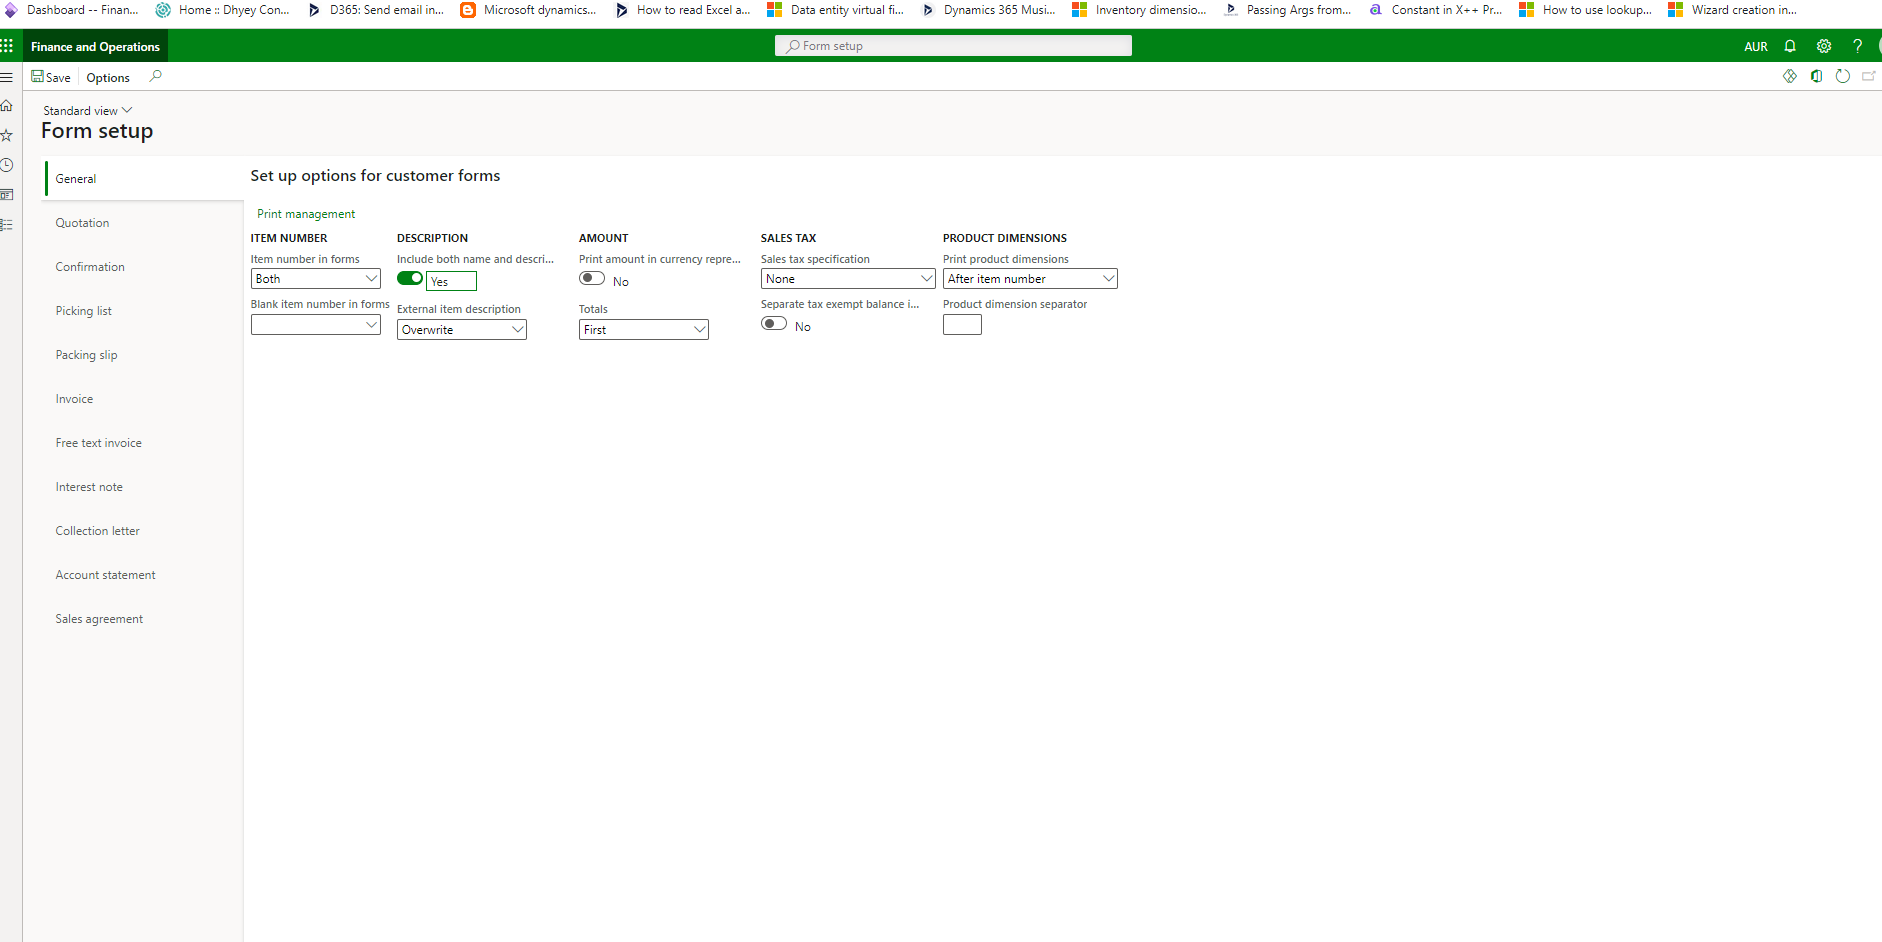 Dashboard -- Finan... Home :: Dhyey Con... D365: Send email in... Microsoft dynamics... How to read Excel a... Data entity virtual fi... Dynamics 365 Musi... Inventory dimensio... Passing Args from... Constant in X++ Pr... How to use lookup... Wizard creation in...
Finance and Operations Form setup AUR ?
Save Options
Standard view
Form setup
General
Quotation
Confirmation
Picking list
Packing slip
Invoice
Free text invoice
Interest note
Collection letter
Account statement
Sales agreement
Set up options for customer forms
Print management
ITEM NUMBER DESCRIPTION AMOUNT SALES TAX PRODUCT DIMENSIONS
Item number in forms Include both name and descri... Print amount in currency repre... Sales tax specification Print product dimensions
Both Yes No None After item number
Blank item number in forms External item description Totals Separate tax exempt balance i... Product dimension separator
Overwrite First No